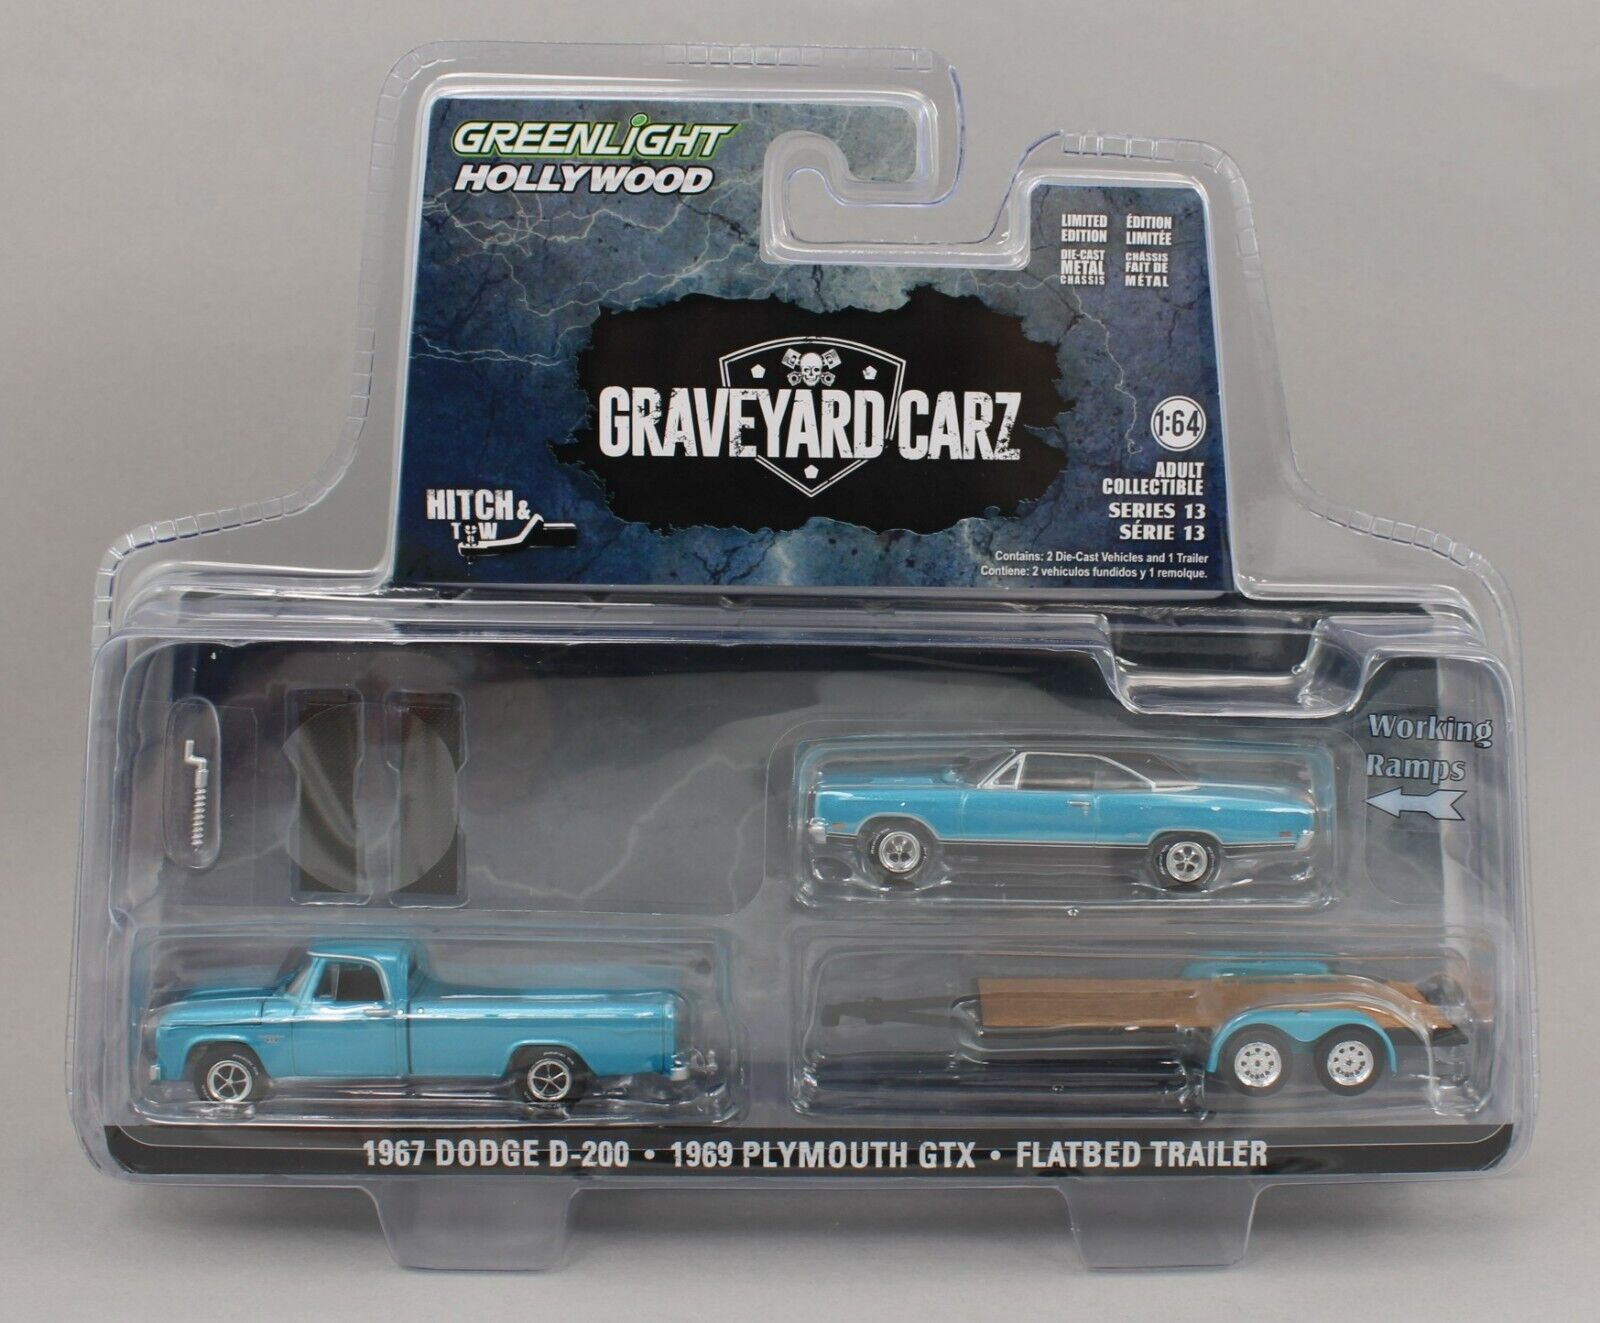 GREENLIGHT
HOLLYWOOD
LIMITED EDITION
ÉDITION LIMITÉE
DIE-CAST METAL CHASSIS
CHÂSSIS FAIT DE MÉTAL
GRAVEYARD CARZ
1:64
ADULT
COLLECTIBLE
SERIES 13
SÉRIE 13
HITCH &
TOW
Contains: 2 Die-Cast Vehicles and 1 Trailer
Contiene: 2 vehículos fundidos y 1 remolque.
Working
Ramps
1967 DODGE D-200 • 1969 PLYMOUTH GTX • FLATBED TRAILER